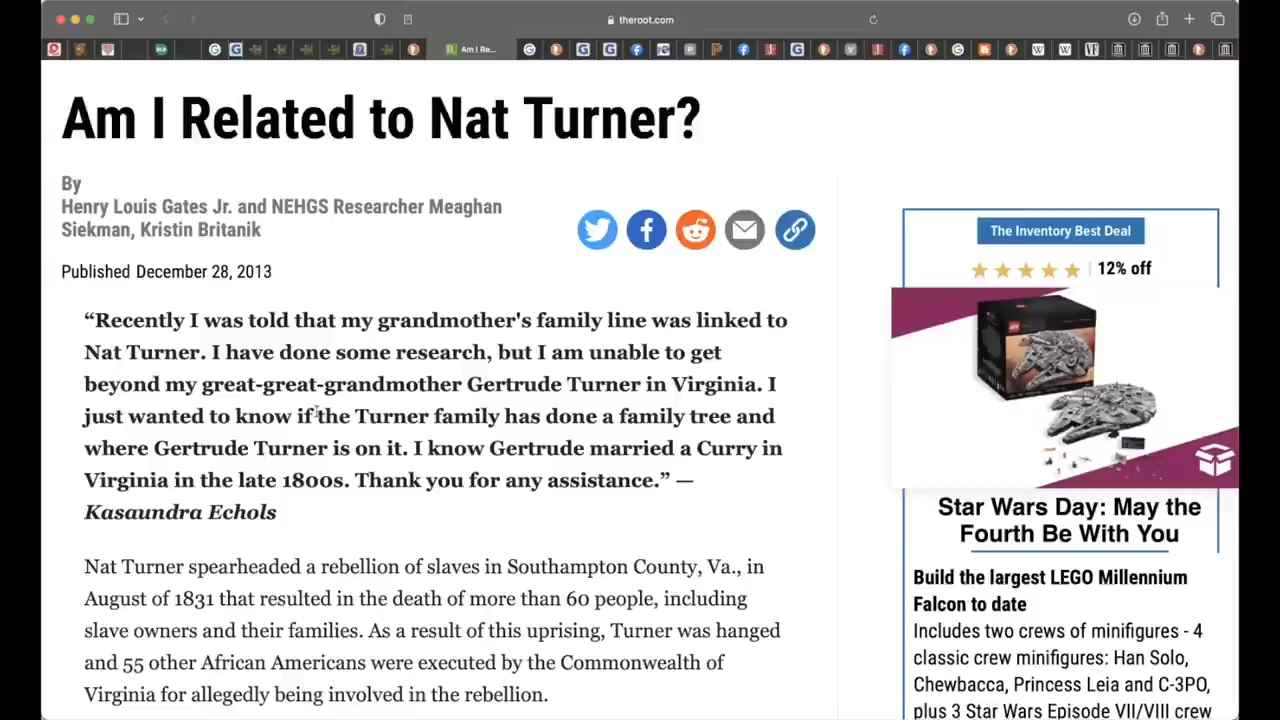 theroot.com
Am I Re...
Am I Related to Nat Turner?
By
Henry Louis Gates Jr. and NEHGS Researcher Meaghan
Siekman, Kristin Britanik
Published December 28, 2013
“Recently I was told that my grandmother's family line was linked to
Nat Turner. I have done some research, but I am unable to get
beyond my great-great-grandmother Gertrude Turner in Virginia. I
just wanted to know if the Turner family has done a family tree and
where Gertrude Turner is on it. I know Gertrude married a Curry in
Virginia in the late 1800s. Thank you for any assistance.” —
Kasaundra Echols
Nat Turner spearheaded a rebellion of slaves in Southampton County, Va., in
August of 1831 that resulted in the death of more than 60 people, including
slave owners and their families. As a result of this uprising, Turner was hanged
and 55 other African Americans were executed by the Commonwealth of
Virginia for allegedly being involved in the rebellion.
The Inventory Best Deal
12% off
Star Wars Day: May the
Fourth Be With You
Build the largest LEGO Millennium
Falcon to date
Includes two crews of minifigures - 4
classic crew minifigures: Han Solo,
Chewbacca, Princess Leia and C-3PO,
plus 3 Star Wars Episode VII/VIII crew